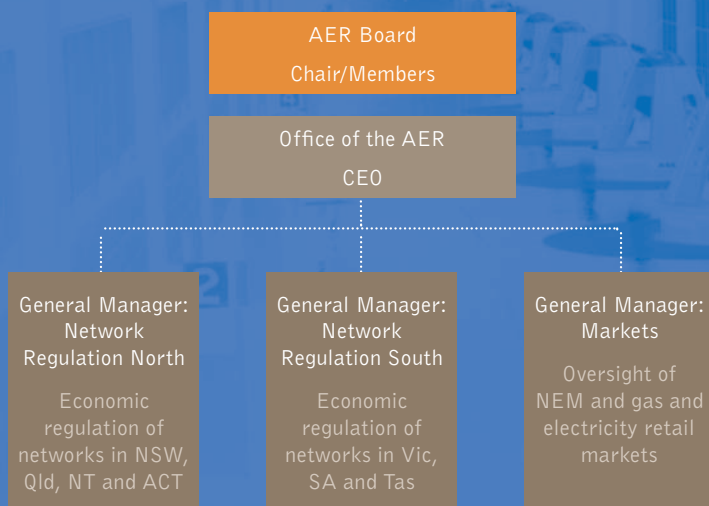 AER Board
Chair/Members
Office of the AER
CEO
General Manager:
Network
Regulation North
Economic
regulation of
networks in NSW,
Qld, NT and ACT
General Manager:
Network
Regulation South
Economic
regulation of
networks in Vic,
SA and Tas
General Manager:
Markets
Oversight of
NEM and gas and
electricity retail
markets
2